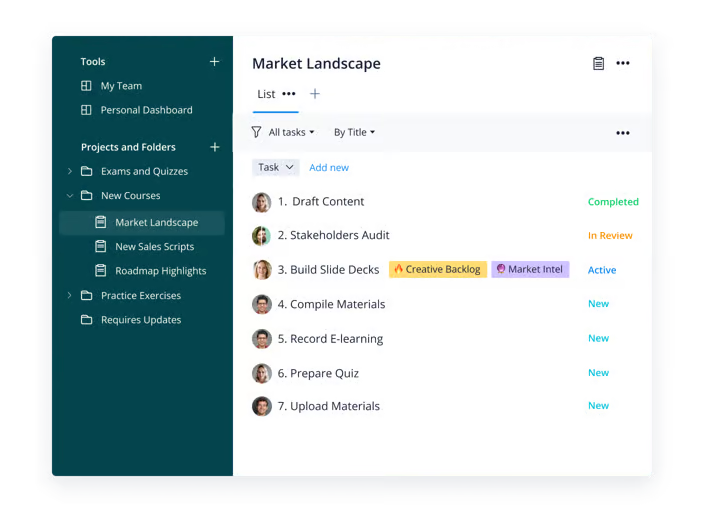 Tools
My Team
Personal Dashboard
Projects and Folders
Exams and Quizzes
New Courses
Market Landscape
New Sales Scripts
Roadmap Highlights
Practice Exercises
Requires Updates
Market Landscape
List
All tasks By Title
Task Add new
1. Draft Content Completed
2. Stakeholders Audit In Review
3. Build Slide Decks Creative Backlog Market Intel Active
4. Compile Materials New
5. Record E-learning New
6. Prepare Quiz New
7. Upload Materials New